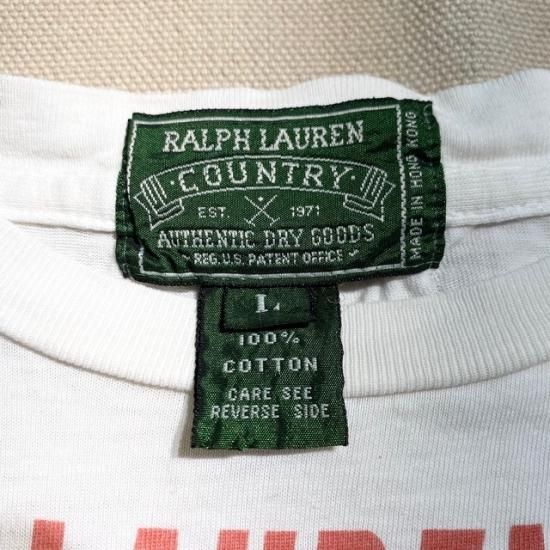 RALPH LAUREN
·COUNTRY·
EST. 1971
AUTHENTIC DRY GOODS
REG. U.S. PATENT OFFICE
MADE IN HONG KONG
L
100%
COTTON
CARE SEE
REVERSE SIDE
LAUREN